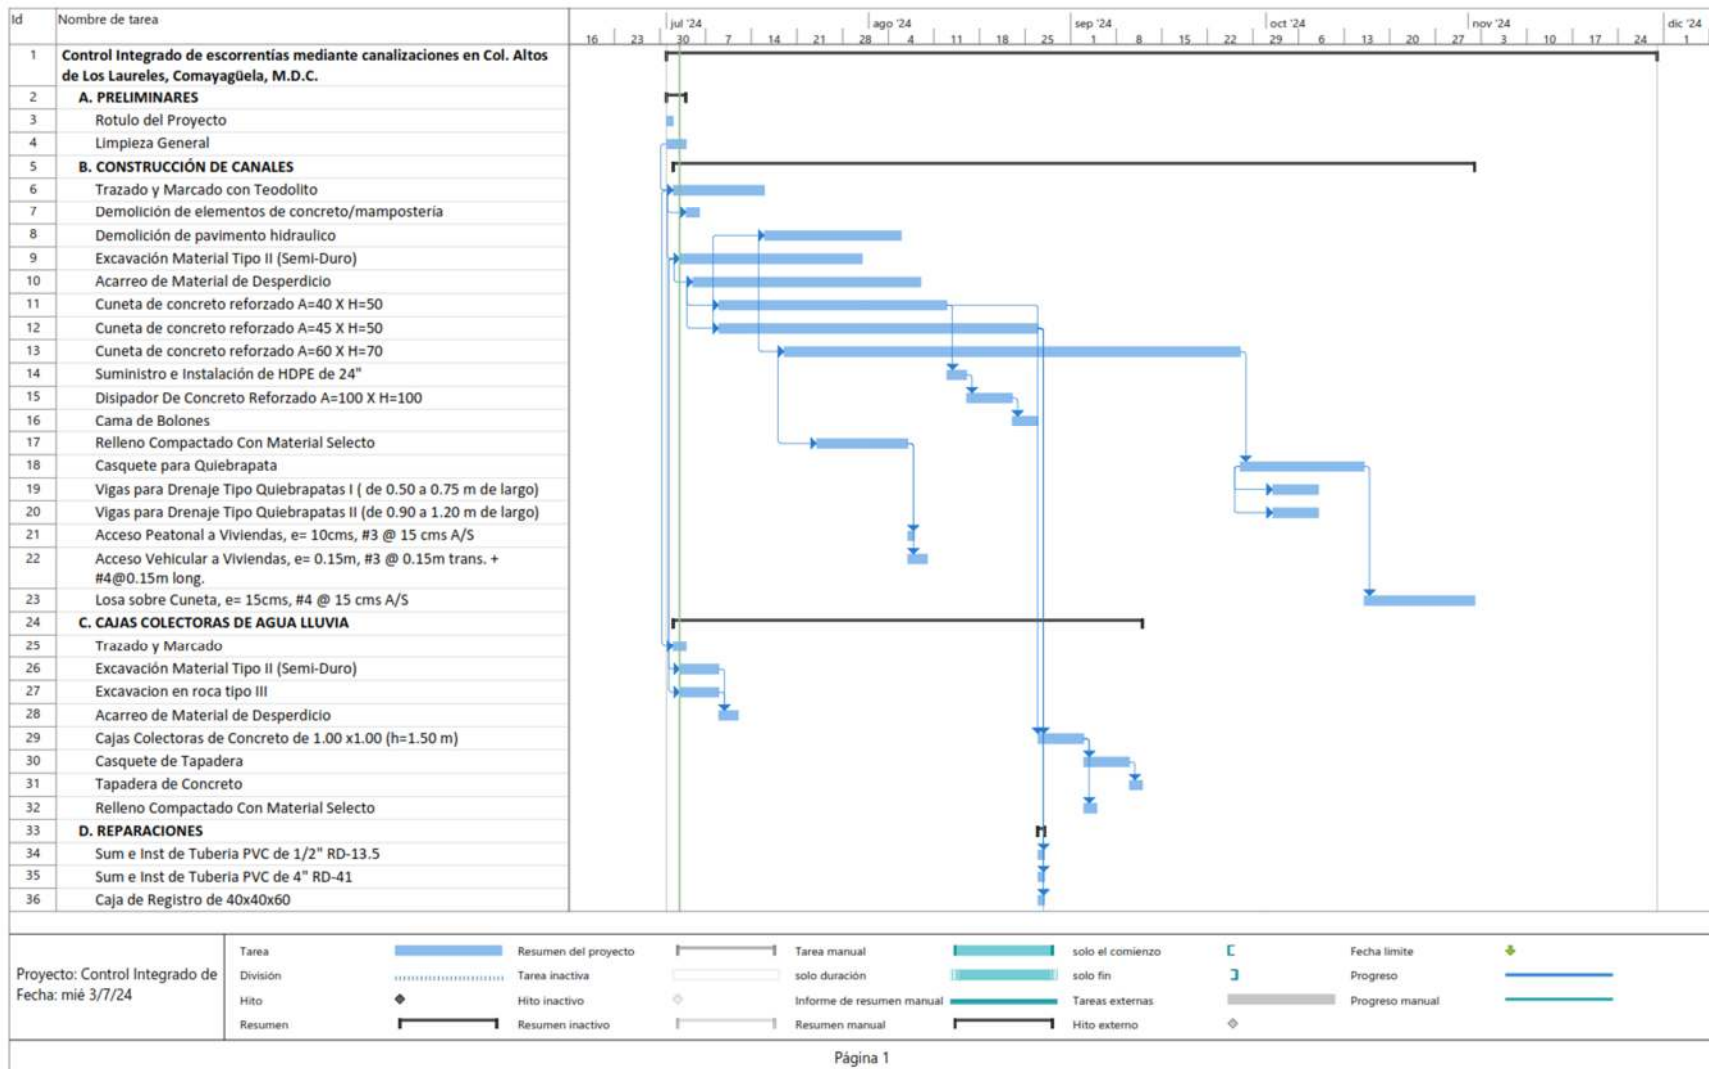 Id Nombre de tarea jul '24 ago '24 sep '24 oct '24 nov '24 dic '24
16 23 30 7 14 21 28 4 11 18 25 1 8 15 22 29 6 13 20 27 3 10 17 24 1
1 Control Integrado de escorrentías mediante canalizaciones en Col. Altos
de Los Laureles, Comayagüela, M.D.C.
2 A. PRELIMINARES
3 Rotulo del Proyecto
4 Limpieza General
5 B. CONSTRUCCIÓN DE CANALES
6 Trazado y Marcado con Teodolito
7 Demolición de elementos de concreto/mampostería
8 Demolición de pavimento hidraulico
9 Excavación Material Tipo II (Semi-Duro)
10 Acarreo de Material de Desperdicio
11 Cuneta de concreto reforzado A=40 X H=50
12 Cuneta de concreto reforzado A=45 X H=50
13 Cuneta de concreto reforzado A=60 X H=70
14 Suministro e Instalación de HDPE de 24"
15 Disipador De Concreto Reforzado A=100 X H=100
16 Cama de Bolones
17 Relleno Compactado Con Material Selecto
18 Casquete para Quiebrapata
19 Vigas para Drenaje Tipo Quiebrapatas I ( de 0.50 a 0.75 m de largo)
20 Vigas para Drenaje Tipo Quiebrapatas II (de 0.90 a 1.20 m de largo)
21 Acceso Peatonal a Viviendas, e= 10cms, #3 @ 15 cms A/S
22 Acceso Vehicular a Viviendas, e= 0.15m, #3 @ 0.15m trans. +
#4@0.15m long.
23 Losa sobre Cuneta, e= 15cms, #4 @ 15 cms A/S
24 C. CAJAS COLECTORAS DE AGUA LLUVIA
25 Trazado y Marcado
26 Excavación Material Tipo II (Semi-Duro)
27 Excavacion en roca tipo III
28 Acarreo de Material de Desperdicio
29 Cajas Colectoras de Concreto de 1.00 x1.00 (h=1.50 m)
30 Casquete de Tapadera
31 Tapadera de Concreto
32 Relleno Compactado Con Material Selecto
33 D. REPARACIONES
34 Sum e Inst de Tuberia PVC de 1/2" RD-13.5
35 Sum e Inst de Tuberia PVC de 4" RD-41
36 Caja de Registro de 40x40x60
Proyecto: Control Integrado de
Fecha: mié 3/7/24
Tarea Resumen del proyecto Tarea manual solo el comienzo Fecha límite
División Tarea inactiva solo duración solo fin Progreso
Hito Hito inactivo Informe de resumen manual Tareas externas Progreso manual
Resumen Resumen inactivo Resumen manual Hito externo
Página 1